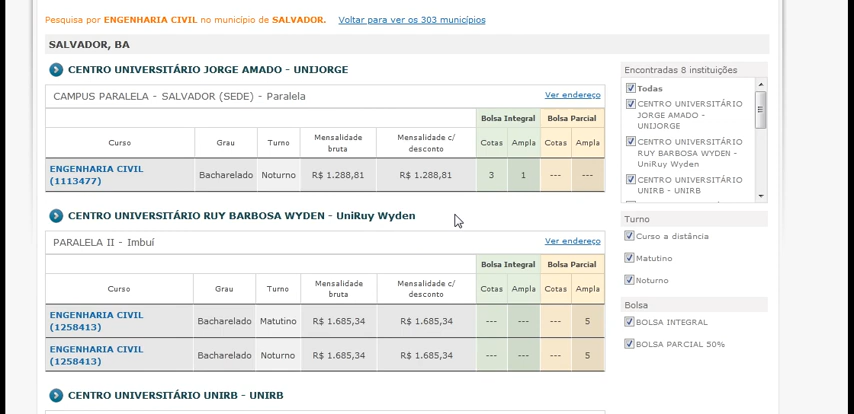 Pesquisa por ENGENHARIA CIVIL no município de SALVADOR. Voltar para ver os 303 municípios
SALVADOR, BA
CENTRO UNIVERSITÁRIO JORGE AMADO - UNIJORGE
CAMPUS PARALELA - SALVADOR (SEDE) - Paralela Ver endereço
Bolsa Integral Bolsa Parcial
Curso Grau Turno Mensalidade bruta Mensalidade c/ desconto Cotas Ampla Cotas Ampla
ENGENHARIA CIVIL (1113477) Bacharelado Noturno R$ 1.288,81 R$ 1.288,81 3 1 --- ---
CENTRO UNIVERSITÁRIO RUY BARBOSA WYDEN - UniRuy Wyden
PARALELA II - Imbuí Ver endereço
Bolsa Integral Bolsa Parcial
Curso Grau Turno Mensalidade bruta Mensalidade c/ desconto Cotas Ampla Cotas Ampla
ENGENHARIA CIVIL (1258413) Bacharelado Matutino R$ 1.685,34 R$ 1.685,34 --- --- --- 5
ENGENHARIA CIVIL (1258413) Bacharelado Noturno R$ 1.685,34 R$ 1.685,34 --- --- --- 5
CENTRO UNIVERSITÁRIO UNIRB - UNIRB
Encontradas 8 instituições
Todas
CENTRO UNIVERSITÁRIO
JORGE AMADO -
UNIJORGE
CENTRO UNIVERSITÁRIO
RUY BARBOSA WYDEN -
UniRuy Wyden
CENTRO UNIVERSITÁRIO
UNIRB - UNIRB
Turno
Curso a distância
Matutino
Noturno
Bolsa
BOLSA INTEGRAL
BOLSA PARCIAL 50%